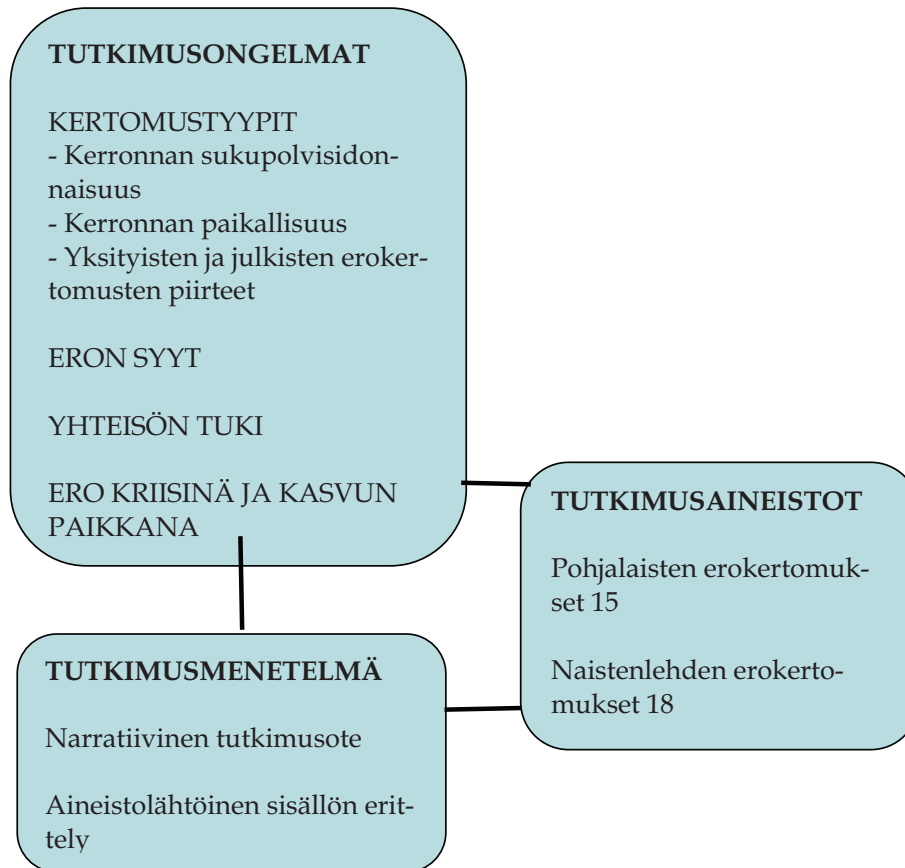 TUTKIMUSONGELMAT
KERTOMUSTYYPIT
- Kerronnan sukupolvisidon-
naisuus
- Kerronnan paikallisuus
- Yksityisten ja julkisten eroker-
tomusten piirteet
ERON SYYT
YHTEISÖN TUKI
ERO KRIISINÄ JA KASVUN
PAIKKANA
TUTKIMUSAINEISTOT
Pohjalaisten erokertomuk-
set 15
Naistenlehden erokerto-
mukset 18
TUTKIMUSMENETELMÄ
Narratiivinen tutkimusote
Aineistolähtöinen sisällön erit-
tely